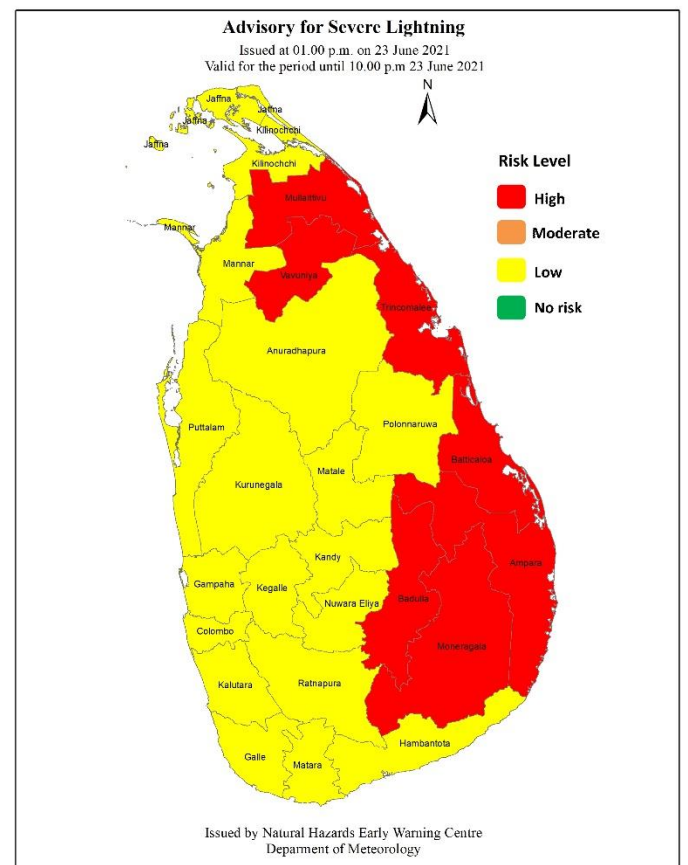 Advisory for Severe Lightning
Issued at 01.00 p.m. on 23 June 2021
Valid for the period until 10.00 p.m 23 June 2021
N
Jaffna
Jaffna
Jaffna
Kilinochchi
Jaffna
Kilinochchi
Risk Level
High
Moderate
Low
No risk
Mullaitivu
Mannar
Mannar
Vavuniya
Trincomalee
Anuradhapura
Polonnaruwa
Puttalam
Batticaloa
Matale
Kurunegala
Kandy
Ampara
Gampaha
Kegalle
Badulla
Nuwara Eliya
Colombo
Moneragala
Kalutara
Ratnapura
Hambantota
Galle
Matara
Issued by Natural Hazards Early Warning Centre
Deparment of Meteorology